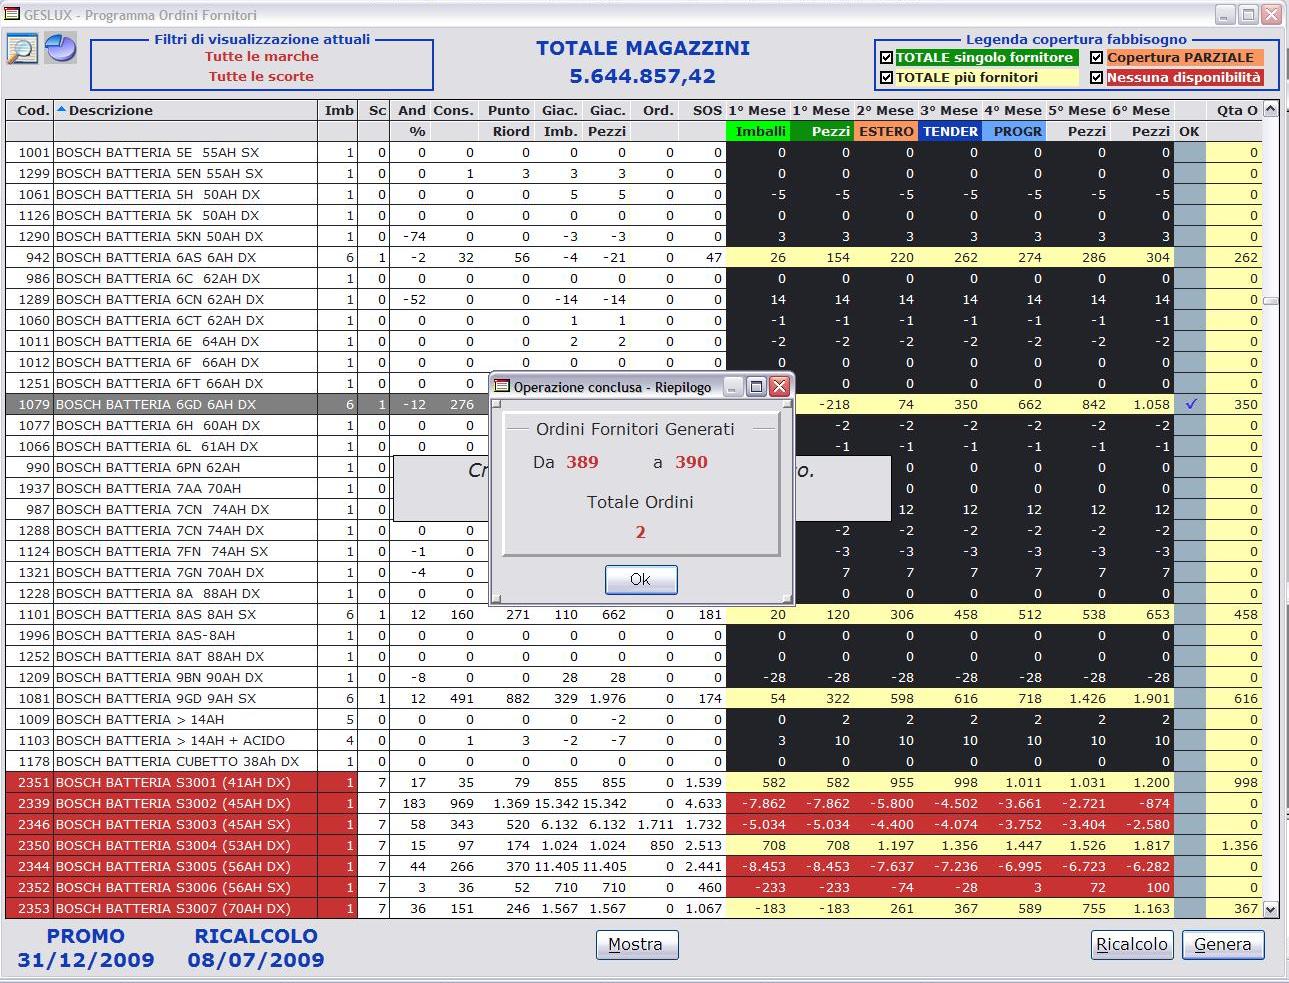 GESLUX - Programma Ordini Fornitori
Filtri di visualizzazione attuali
Tutte le marche
Tutte le scorte
TOTALE MAGAZZINI
5.644.857,42
Legenda copertura fabbisogno
TOTALE singolo fornitore Copertura PARZIALE
TOTALE più fornitori Nessuna disponibilità
Cod. Descrizione Imb Sc And Cons. Punto Giac. Giac. Ord. SOS 1° Mese 1° Mese 2° Mese 3° Mese 4° Mese 5° Mese 6° Mese Qta O
% Riord Imb. Pezzi Imballi Pezzi ESTERO TENDER PROGR Pezzi Pezzi OK
1001 BOSCH BATTERIA 5E 55AH SX 1 0 0 0 0 0 0 0 0 0 0 0 0 0 0 0 0
1299 BOSCH BATTERIA 5EN 55AH SX 1 0 0 1 3 3 3 0 0 0 0 0 0 0 0 0 0
1061 BOSCH BATTERIA 5H 50AH DX 1 0 0 0 0 5 5 0 0 -5 -5 -5 -5 -5 -5 -5 0
1126 BOSCH BATTERIA 5K 50AH DX 1 0 0 0 0 0 0 0 0 0 0 0 0 0 0 0 0
1290 BOSCH BATTERIA 5KN 50AH DX 1 0 -74 0 0 -3 -3 0 0 3 3 3 3 3 3 3 0
942 BOSCH BATTERIA 6AS 6AH DX 6 1 -2 32 56 -4 -21 0 47 26 154 220 262 274 286 304 262
986 BOSCH BATTERIA 6C 62AH DX 1 0 0 0 0 0 0 0 0 0 0 0 0 0 0 0 0
1289 BOSCH BATTERIA 6CN 62AH DX 1 0 -52 0 0 -14 -14 0 0 14 14 14 14 14 14 14 0
1060 BOSCH BATTERIA 6CT 62AH DX 1 0 0 0 0 1 1 0 0 -1 -1 -1 -1 -1 -1 -1 0
1011 BOSCH BATTERIA 6E 64AH DX 1 0 0 0 0 2 2 0 0 -2 -2 -2 -2 -2 -2 -2 0
1012 BOSCH BATTERIA 6F 66AH DX 1 0 0 0 0 0 0 0 0 0 0 0 0 0 0 0 0
1251 BOSCH BATTERIA 6FT 66AH DX 1 0 0 0 0 0 0 0 0 0
1079 BOSCH BATTERIA 6GD 6AH DX 6 1 -12 276 -218 74 350 662 842 1.058 ✓ 350
1077 BOSCH BATTERIA 6H 60AH DX 1 0 0 0 -2 -2 -2 -2 -2 -2 0
1066 BOSCH BATTERIA 6L 61AH DX 1 0 0 0 -1 -1 -1 -1 -1 -1 0
990 BOSCH BATTERIA 6PN 62AH 1 0 0 0 0 0 0 0
1937 BOSCH BATTERIA 7AA 70AH 1 0 0 0 0 0 0 0
987 BOSCH BATTERIA 7CN 74AH DX 1 0 12 12 12 12 12 0
1288 BOSCH BATTERIA 7CN 74AH DX 1 0 0 0 -2 -2 -2 -2 -2 -2 0
1124 BOSCH BATTERIA 7FN 74AH SX 1 0 -1 0 -3 -3 -3 -3 -3 -3 0
1321 BOSCH BATTERIA 7GN 70AH DX 1 0 -4 0 7 7 7 7 7 7 0
1228 BOSCH BATTERIA 8A 88AH DX 1 0 0 0 0 0 0 0 0 0 0
1101 BOSCH BATTERIA 8AS 8AH SX 6 1 12 160 271 110 662 0 181 20 120 306 458 512 538 653 458
1996 BOSCH BATTERIA 8AS-8AH 1 0 0 0 0 0 0 0 0 0 0 0 0 0 0 0 0
1252 BOSCH BATTERIA 8AT 88AH DX 1 0 0 0 0 0 0 0 0 0 0 0 0 0 0 0 0
1209 BOSCH BATTERIA 9BN 90AH DX 1 0 -8 0 0 28 28 0 0 -28 -28 -28 -28 -28 -28 -28 0
1081 BOSCH BATTERIA 9GD 9AH SX 6 1 12 491 882 329 1.976 0 174 54 322 598 616 718 1.426 1.901 616
1009 BOSCH BATTERIA > 14AH 5 0 0 0 0 0 -2 0 0 0 2 2 2 2 2 2 0
1103 BOSCH BATTERIA > 14AH + ACIDO 4 0 0 1 3 -2 -7 0 0 3 10 10 10 10 10 10 0
1178 BOSCH BATTERIA CUBETTO 38Ah DX 1 0 0 0 0 0 0 0 0 0 0 0 0 0 0 0 0
2351 BOSCH BATTERIA S3001 (41AH DX) 1 7 17 35 79 855 855 0 1.539 582 582 955 998 1.011 1.031 1.200 998
2339 BOSCH BATTERIA S3002 (45AH DX) 1 7 183 969 1.369 15.342 15.342 0 4.633 -7.862 -7.862 -5.800 -4.502 -3.661 -2.721 -874 0
2346 BOSCH BATTERIA S3003 (45AH SX) 1 7 58 343 520 6.132 6.132 1.711 1.732 -5.034 -5.034 -4.400 -4.074 -3.752 -3.404 -2.580 0
2350 BOSCH BATTERIA S3004 (53AH DX) 1 7 15 97 174 1.024 1.024 850 2.513 708 708 1.197 1.356 1.447 1.526 1.817 1.356
2344 BOSCH BATTERIA S3005 (56AH DX) 1 7 44 266 370 11.405 11.405 0 2.441 -8.453 -8.453 -7.637 -7.236 -6.995 -6.723 -6.282 0
2352 BOSCH BATTERIA S3006 (56AH SX) 1 7 3 36 52 710 710 0 460 -233 -233 -74 -28 3 72 100 0
2353 BOSCH BATTERIA S3007 (70AH DX) 1 7 36 151 246 1.567 1.567 0 1.067 -183 -183 261 367 589 755 1.163 367
Operazione conclusa - Riepilogo
Ordini Fornitori Generati
Da 389 a 390
Totale Ordini
2
Ok
PROMO RICALCOLO
31/12/2009 08/07/2009
Mostra Ricalcolo Genera